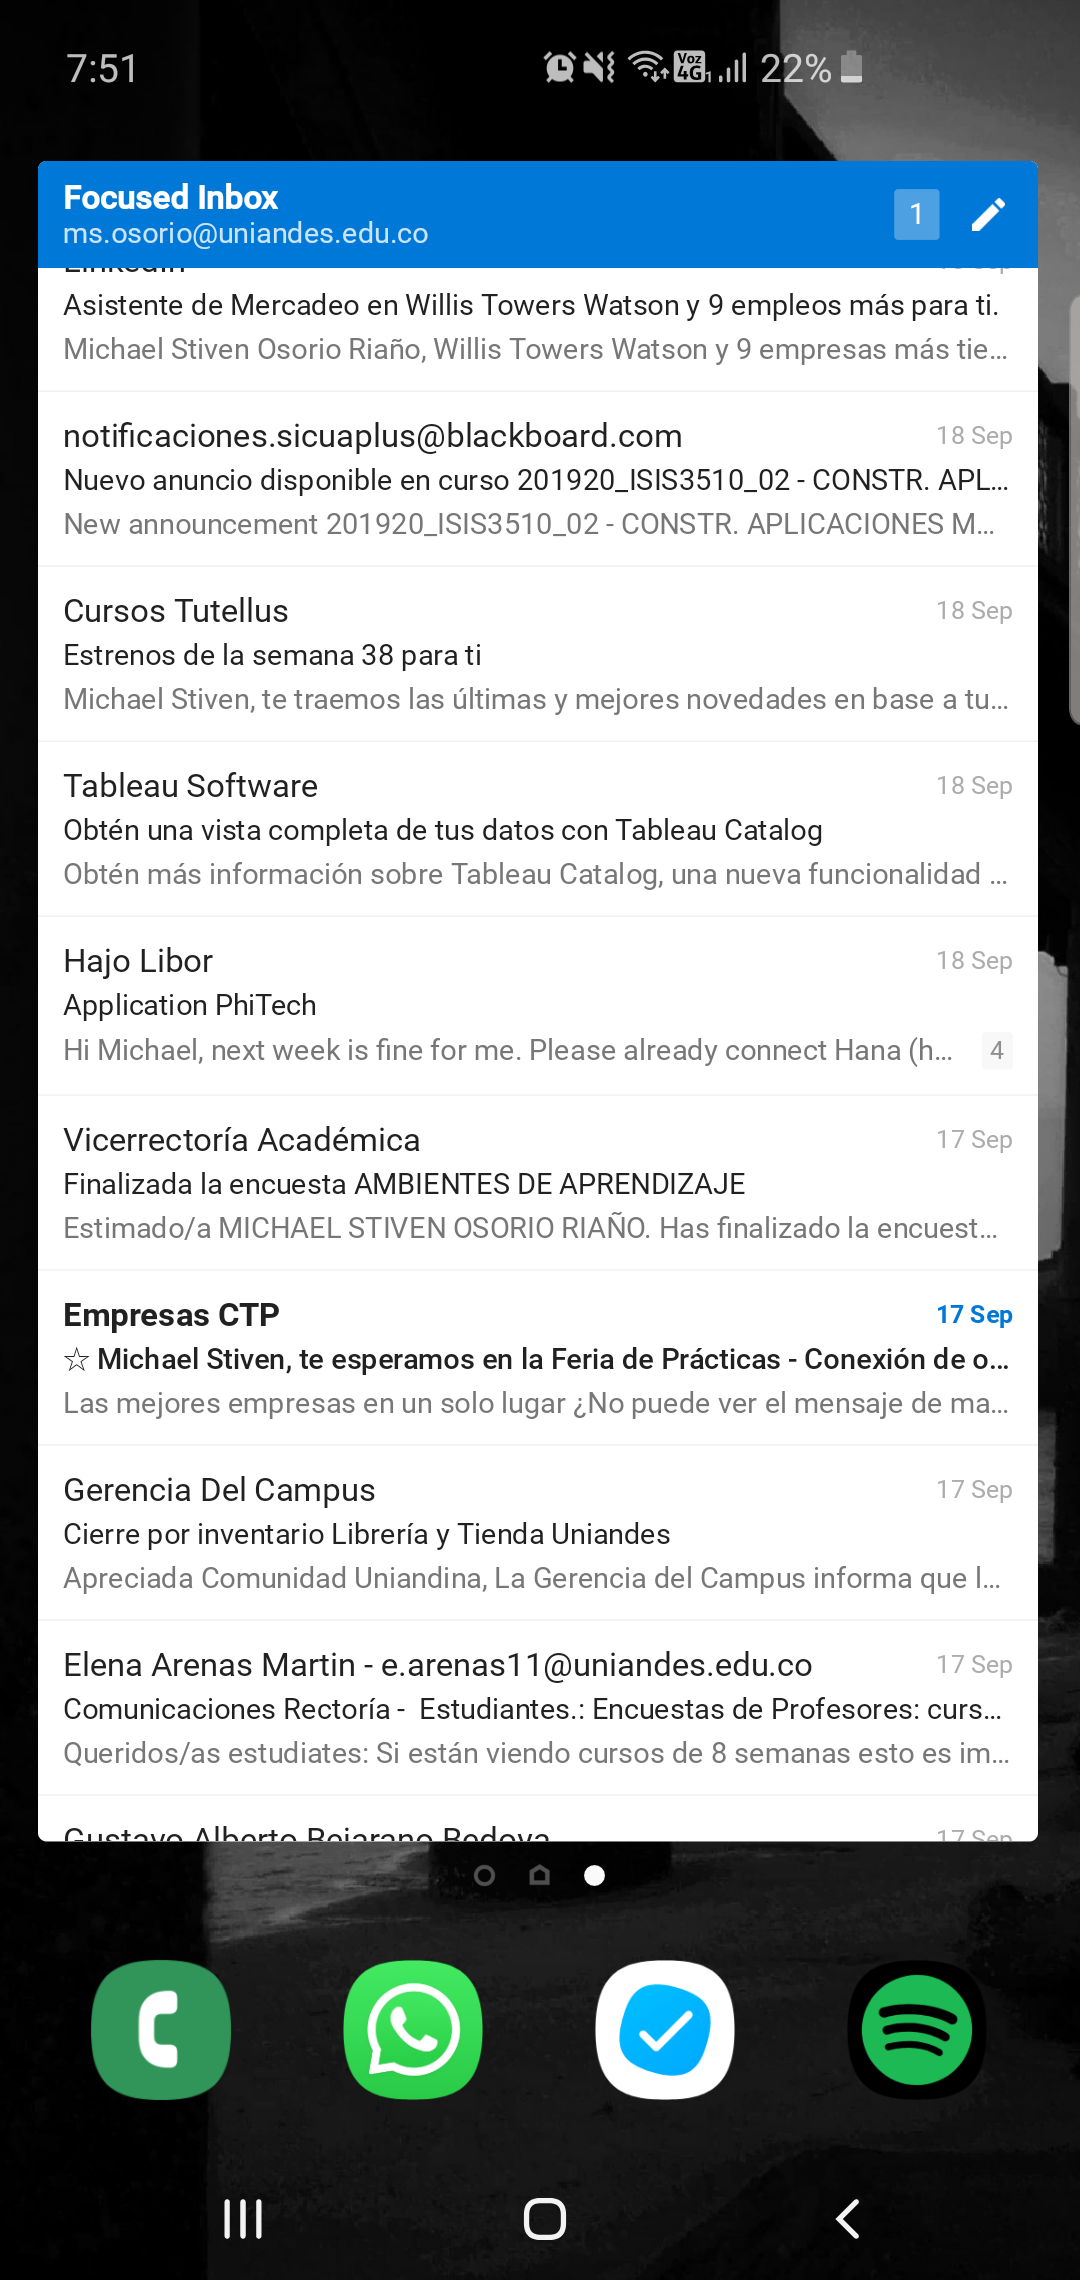 7:51
Voz 4G 1 22%
Focused Inbox
1
ms.osorio@uniandes.edu.co
LinkedIn 18 Sep
Asistente de Mercadeo en Willis Towers Watson y 9 empleos más para ti.
Michael Stiven Osorio Riaño, Willis Towers Watson y 9 empresas más tie...
notificaciones.sicuaplus@blackboard.com 18 Sep
Nuevo anuncio disponible en curso 201920_ISIS3510_02 - CONSTR. APL...
New announcement 201920_ISIS3510_02 - CONSTR. APLICACIONES M...
Cursos Tutellus 18 Sep
Estrenos de la semana 38 para ti
Michael Stiven, te traemos las últimas y mejores novedades en base a tu...
Tableau Software 18 Sep
Obtén una vista completa de tus datos con Tableau Catalog
Obtén más información sobre Tableau Catalog, una nueva funcionalidad ...
Hajo Libor 18 Sep
Application PhiTech
Hi Michael, next week is fine for me. Please already connect Hana (h... 4
Vicerrectoría Académica 17 Sep
Finalizada la encuesta AMBIENTES DE APRENDIZAJE
Estimado/a MICHAEL STIVEN OSORIO RIAÑO. Has finalizado la encuest...
Empresas CTP 17 Sep
☆ Michael Stiven, te esperamos en la Feria de Prácticas - Conexión de o...
Las mejores empresas en un solo lugar ¿No puede ver el mensaje de ma...
Gerencia Del Campus 17 Sep
Cierre por inventario Librería y Tienda Uniandes
Apreciada Comunidad Uniandina, La Gerencia del Campus informa que l...
Elena Arenas Martin - e.arenas11@uniandes.edu.co 17 Sep
Comunicaciones Rectoría -  Estudiantes.: Encuestas de Profesores: curs...
Queridos/as estudiates: Si están viendo cursos de 8 semanas esto es im...
Gustavo Alberto Bejarano Bedoya 17 Sep